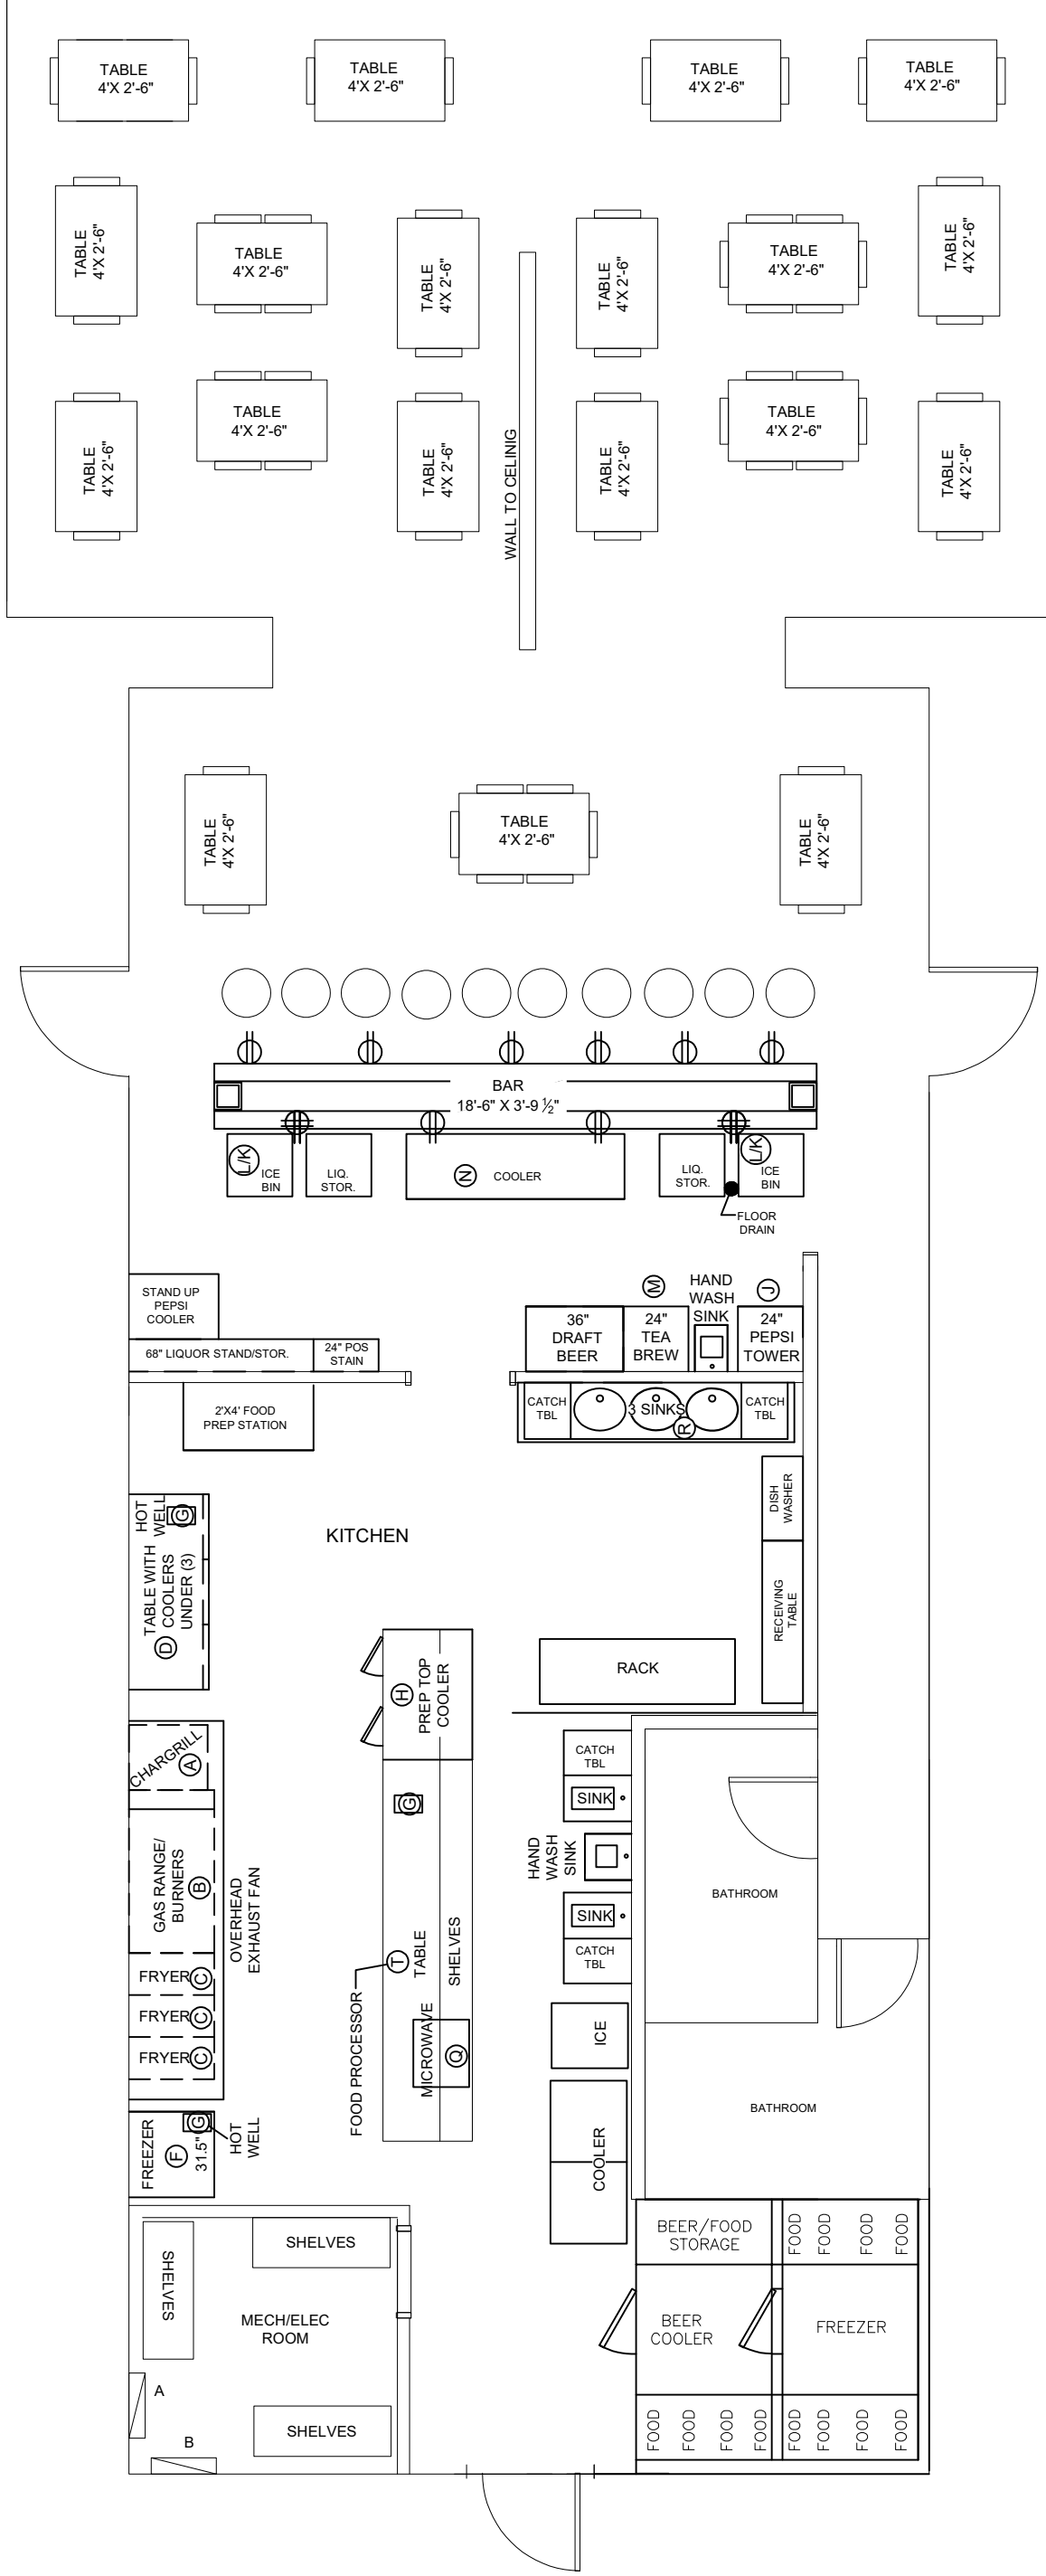 TABLE
4'X 2'-6"
TABLE
4'X 2'-6"
TABLE
4'X 2'-6"
TABLE
4'X 2'-6"
TABLE
4'X 2'-6"
TABLE
4'X 2'-6"
TABLE
4'X 2'-6"
TABLE
4'X 2'-6"
TABLE
4'X 2'-6"
TABLE
4'X 2'-6"
TABLE
4'X 2'-6"
TABLE
4'X 2'-6"
TABLE
4'X 2'-6"
TABLE
4'X 2'-6"
TABLE
4'X 2'-6"
TABLE
4'X 2'-6"
WALL TO CELINIG
TABLE
4'X 2'-6"
TABLE
4'X 2'-6"
TABLE
4'X 2'-6"
BAR
18'-6" X 3'-9 ½"
L/K
ICE
BIN
LIQ.
STOR.
N
COOLER
LIQ.
STOR.
L/K
ICE
BIN
FLOOR
DRAIN
STAND UP
PEPSI
COOLER
68" LIQUOR STAND/STOR.
24" POS
STAIN
2'X4' FOOD
PREP STATION
36"
DRAFT
BEER
M
24"
TEA
BREW
HAND
WASH
SINK
J
24"
PEPSI
TOWER
CATCH
TBL
3 SINKS
R
CATCH
TBL
DISH
WASHER
RECEIVING
TABLE
KITCHEN
HOT
WELL
G
TABLE WITH
COOLERS
UNDER (3)
D
H
PREP TOP
COOLER
RACK
CHARGRILL
A
GAS RANGE/
BURNERS
B
OVERHEAD
EXHAUST FAN
FRYER
C
FRYER
C
FRYER
C
G
FOOD PROCESSOR
T
TABLE
SHELVES
MICROWAVE
Q
CATCH
TBL
SINK
HAND
WASH
SINK
SINK
CATCH
TBL
ICE
COOLER
BATHROOM
BATHROOM
FREEZER
F
31.5"
G
HOT
WELL
SHELVES
SHELVES
MECH/ELEC
ROOM
A
B
SHELVES
BEER/FOOD
STORAGE
FOOD
FOOD
FOOD
FOOD
BEER
COOLER
FREEZER
FOOD
FOOD
FOOD
FOOD
FOOD
FOOD
FOOD
FOOD